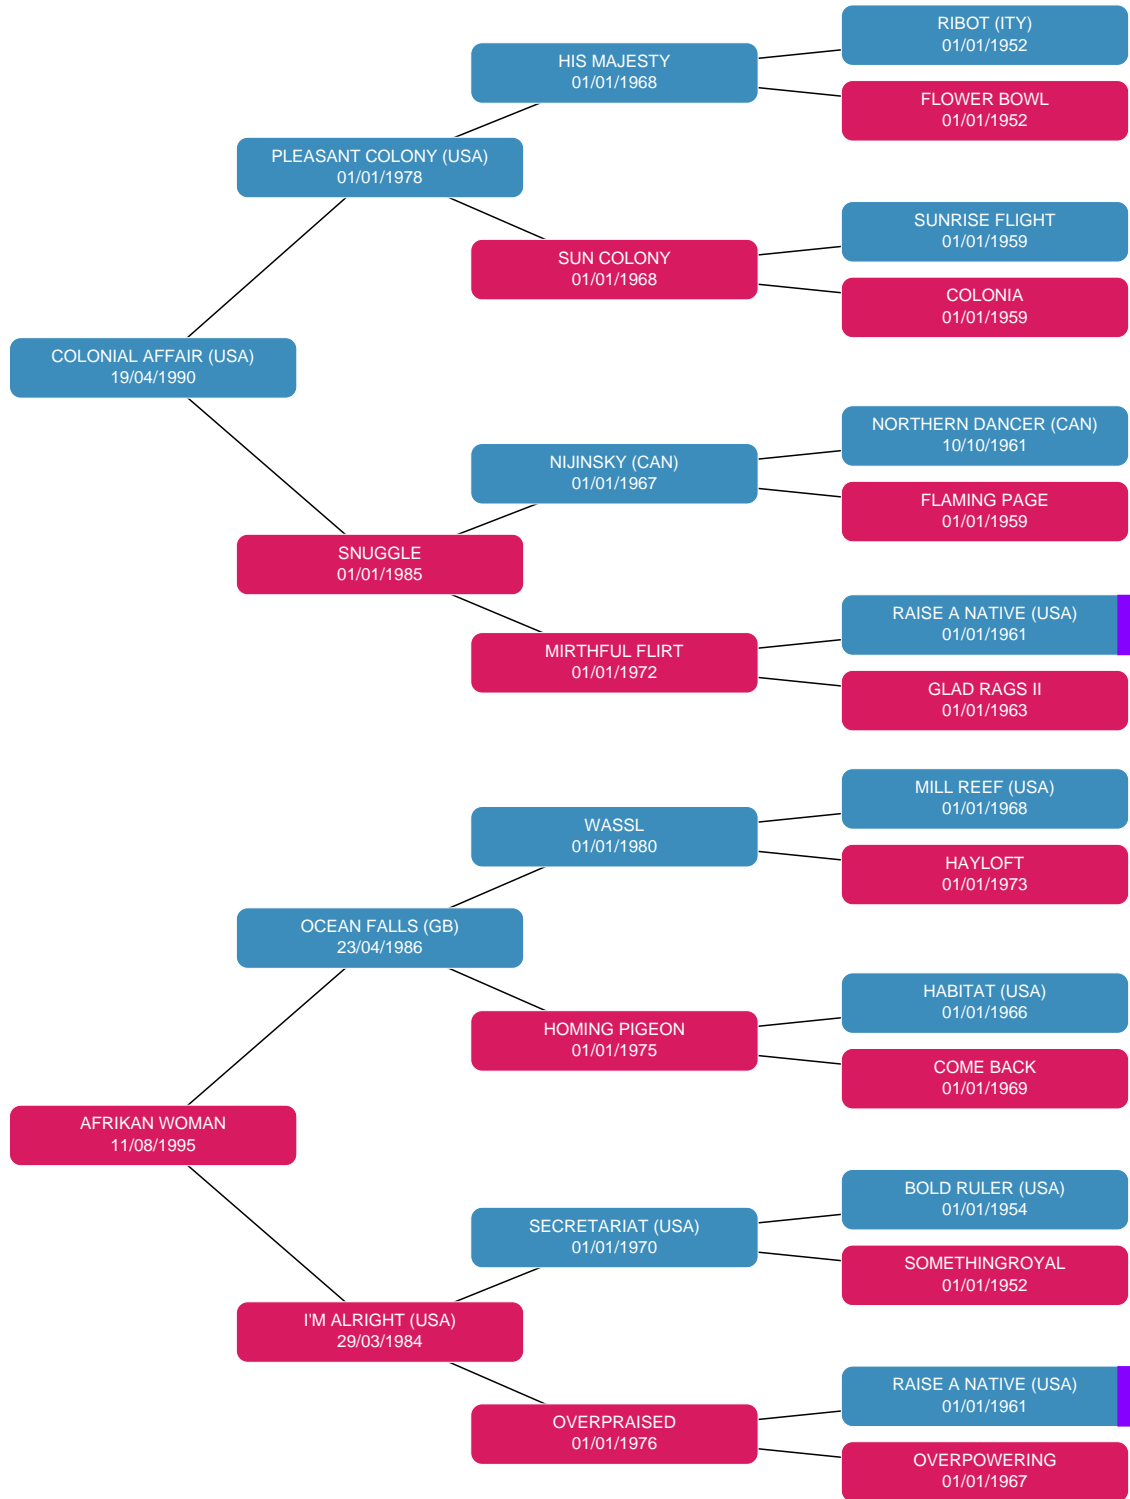 RIBOT (ITY)
01/01/1952
HIS MAJESTY
01/01/1968
FLOWER BOWL
01/01/1952
PLEASANT COLONY (USA)
01/01/1978
SUNRISE FLIGHT
01/01/1959
SUN COLONY
01/01/1968
COLONIA
01/01/1959
COLONIAL AFFAIR (USA)
19/04/1990
NORTHERN DANCER (CAN)
10/10/1961
NIJINSKY (CAN)
01/01/1967
FLAMING PAGE
01/01/1959
SNUGGLE
01/01/1985
RAISE A NATIVE (USA)
01/01/1961
MIRTHFUL FLIRT
01/01/1972
GLAD RAGS II
01/01/1963
MILL REEF (USA)
01/01/1968
WASSL
01/01/1980
HAYLOFT
01/01/1973
OCEAN FALLS (GB)
23/04/1986
HABITAT (USA)
01/01/1966
HOMING PIGEON
01/01/1975
COME BACK
01/01/1969
AFRIKAN WOMAN
11/08/1995
BOLD RULER (USA)
01/01/1954
SECRETARIAT (USA)
01/01/1970
SOMETHINGROYAL
01/01/1952
I'M ALRIGHT (USA)
29/03/1984
RAISE A NATIVE (USA)
01/01/1961
OVERPRAISED
01/01/1976
OVERPOWERING
01/01/1967